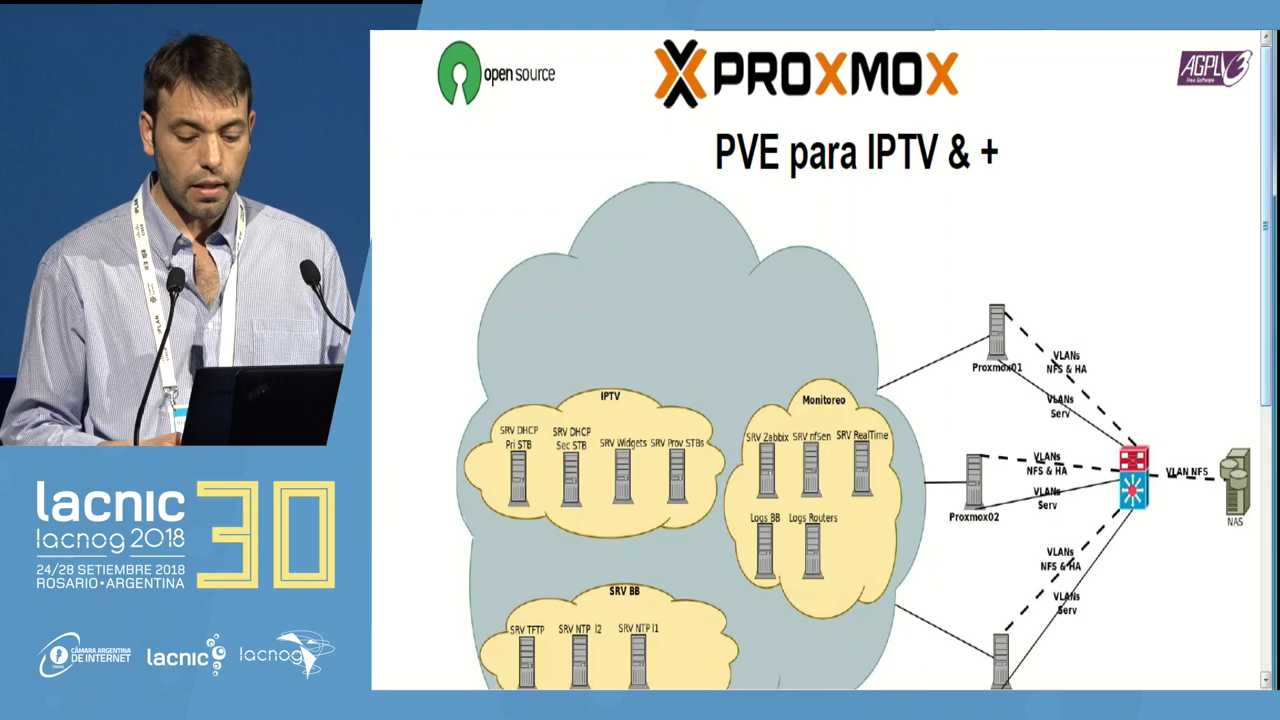 open source
PROXMOX
AGPL v3
Free Software
PVE para IPTV & +
IPTV
SRV DHCP
Pri STB
SRV DHCP
Sec STB
SRV Widgets
SRV Prov STBs
Monitoreo
SRV Zabbix
SRV nfSen
SRV RealTime
Logs BB
Logs Routers
SRV BB
SRV TFTP
SRV NTP I2
SRV NTP I1
Proxmox01
VLANs
NFS & HA
VLANs
Serv
Proxmox02
VLANs
NFS & HA
VLANs
Serv
VLANs
NFS & HA
VLANs
Serv
VLAN NFS
NAS
IPLAN
lacnic 30
lacnog 2018
24/28 SETIEMBRE 2018
ROSARIO • ARGENTINA
CÁMARA ARGENTINA
DE INTERNET
lacnic
lacnog